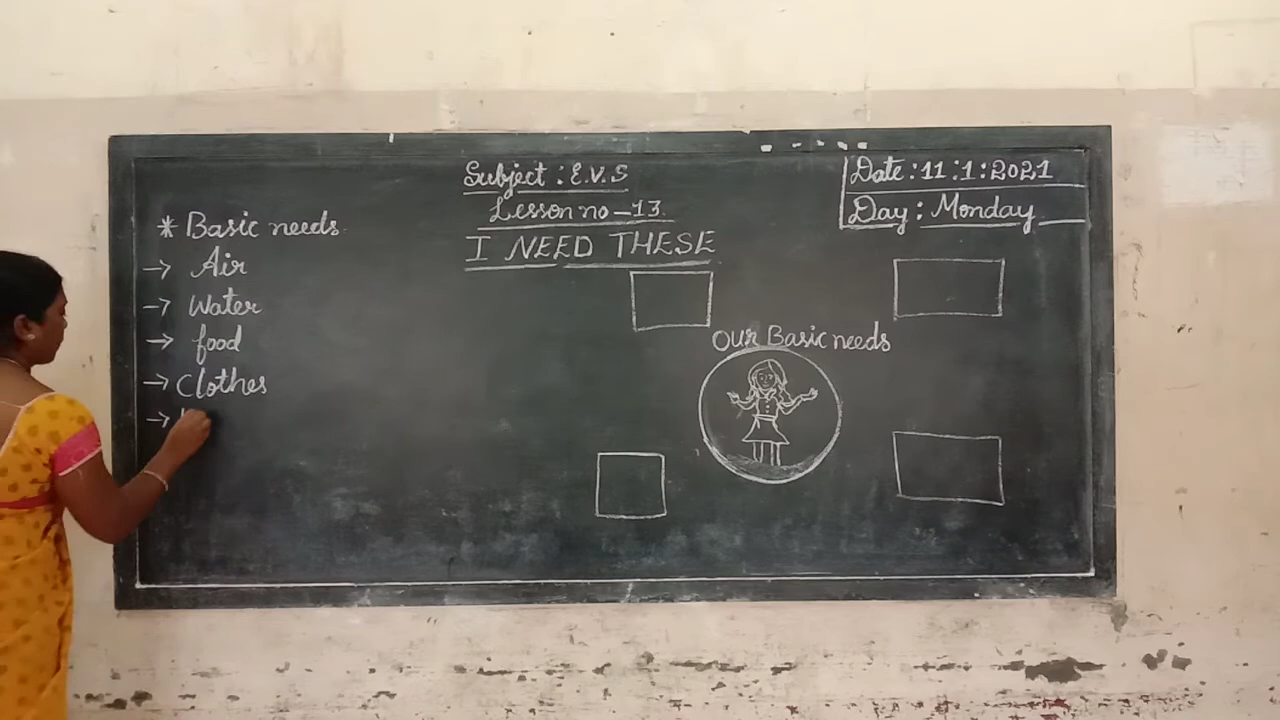 Subject : E.V.S
Lesson no - 13
I NEED THESE
Date : 11 : 1 : 2021
Day : Monday
* Basic needs
→ Air
→ Water
→ food
→ Clothes
→
Our Basic needs